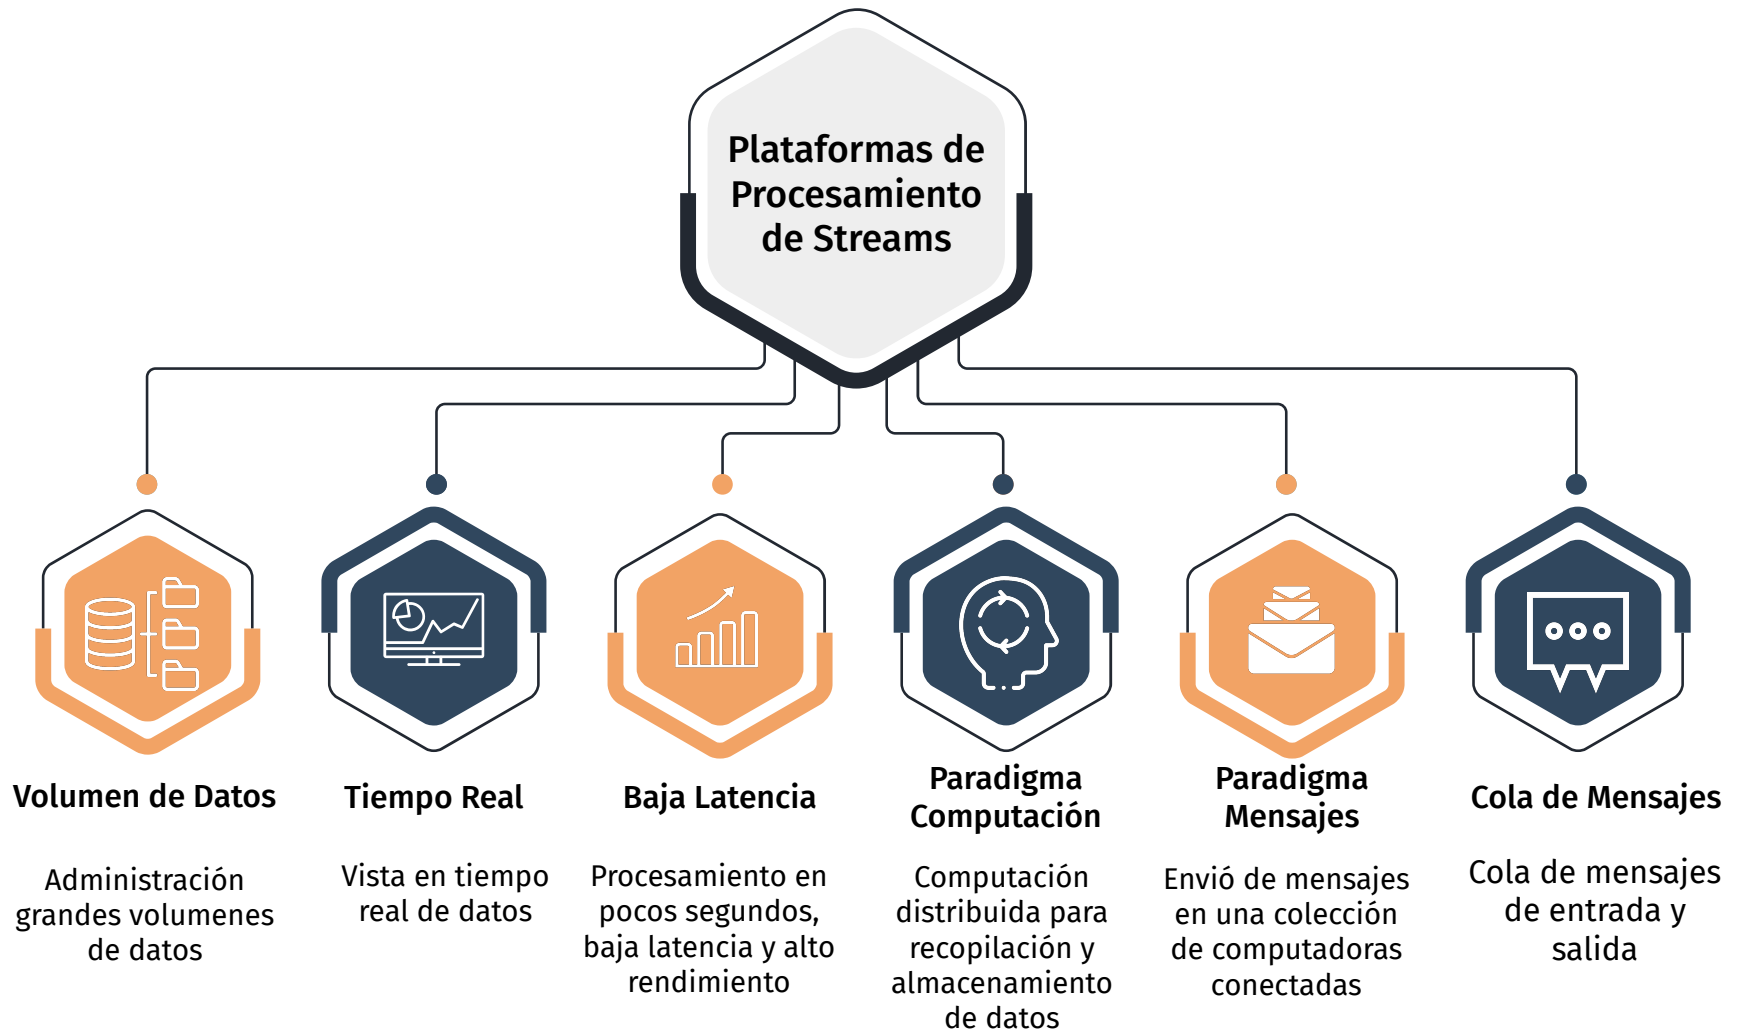 Plataformas de
Procesamiento
de Streams
Volumen de Datos
Administración
grandes volumenes
de datos
Tiempo Real
Vista en tiempo
real de datos
Baja Latencia
Procesamiento en
pocos segundos,
baja latencia y alto
rendimiento
Paradigma
Computación
Computación
distribuida para
recopilación y
almacenamiento
de datos
Paradigma
Mensajes
Envió de mensajes
en una colección
de computadoras
conectadas
Cola de Mensajes
Cola de mensajes
de entrada y
salida